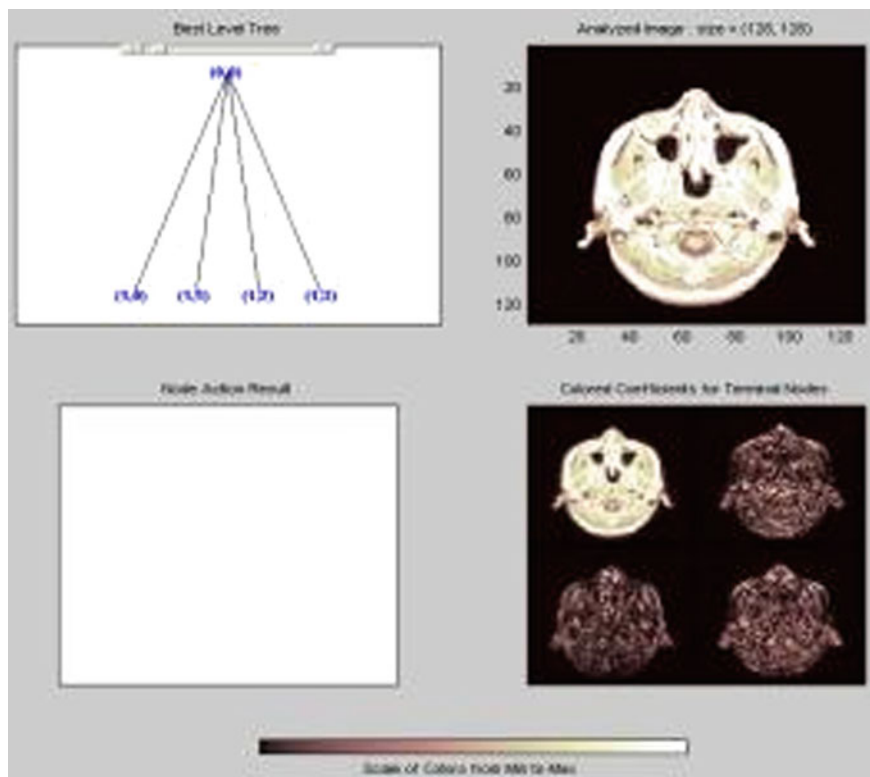 Best Level Tree
Analyzed Image : size = (128, 128)
(0,0)
(1,0) (1,1) (1,2) (1,3)
20
40
60
80
100
120
20 40 60 80 100 120
Node Action Result
Colored Coefficients for Terminal Nodes
Scale of Colors from Min to Max